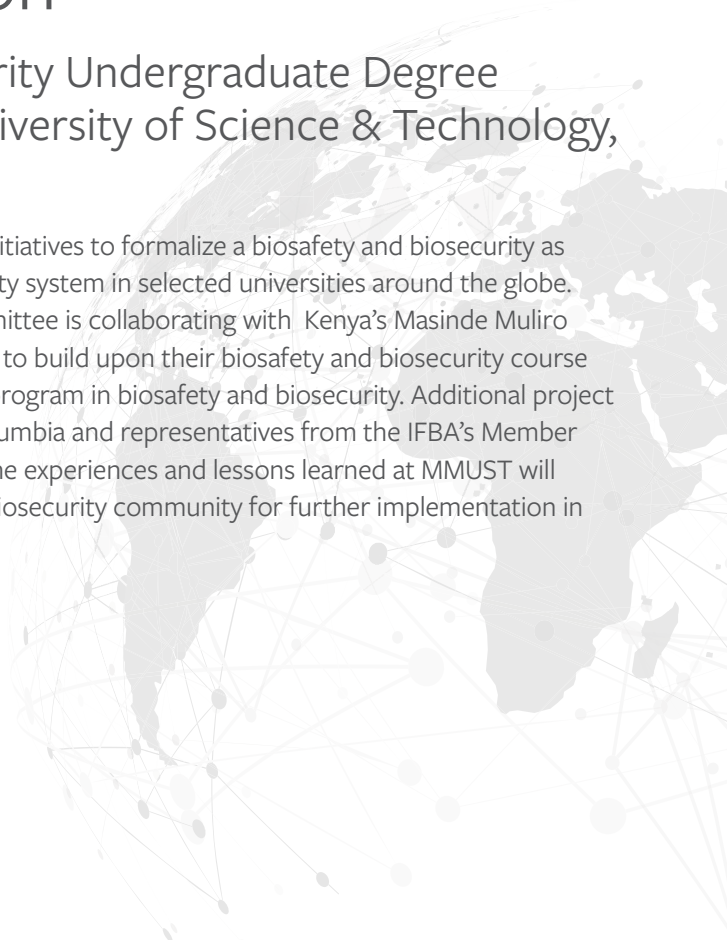 rity Undergraduate Degree
iversity of Science & Technology,
itiatives to formalize a biosafety and biosecurity as
ty system in selected universities around the globe.
mittee is collaborating with Kenya's Masinde Muliro
to build upon their biosafety and biosecurity course
rogram in biosafety and biosecurity. Additional project
umbia and representatives from the IFBA's Member
e experiences and lessons learned at MMUST will
iosecurity community for further implementation in